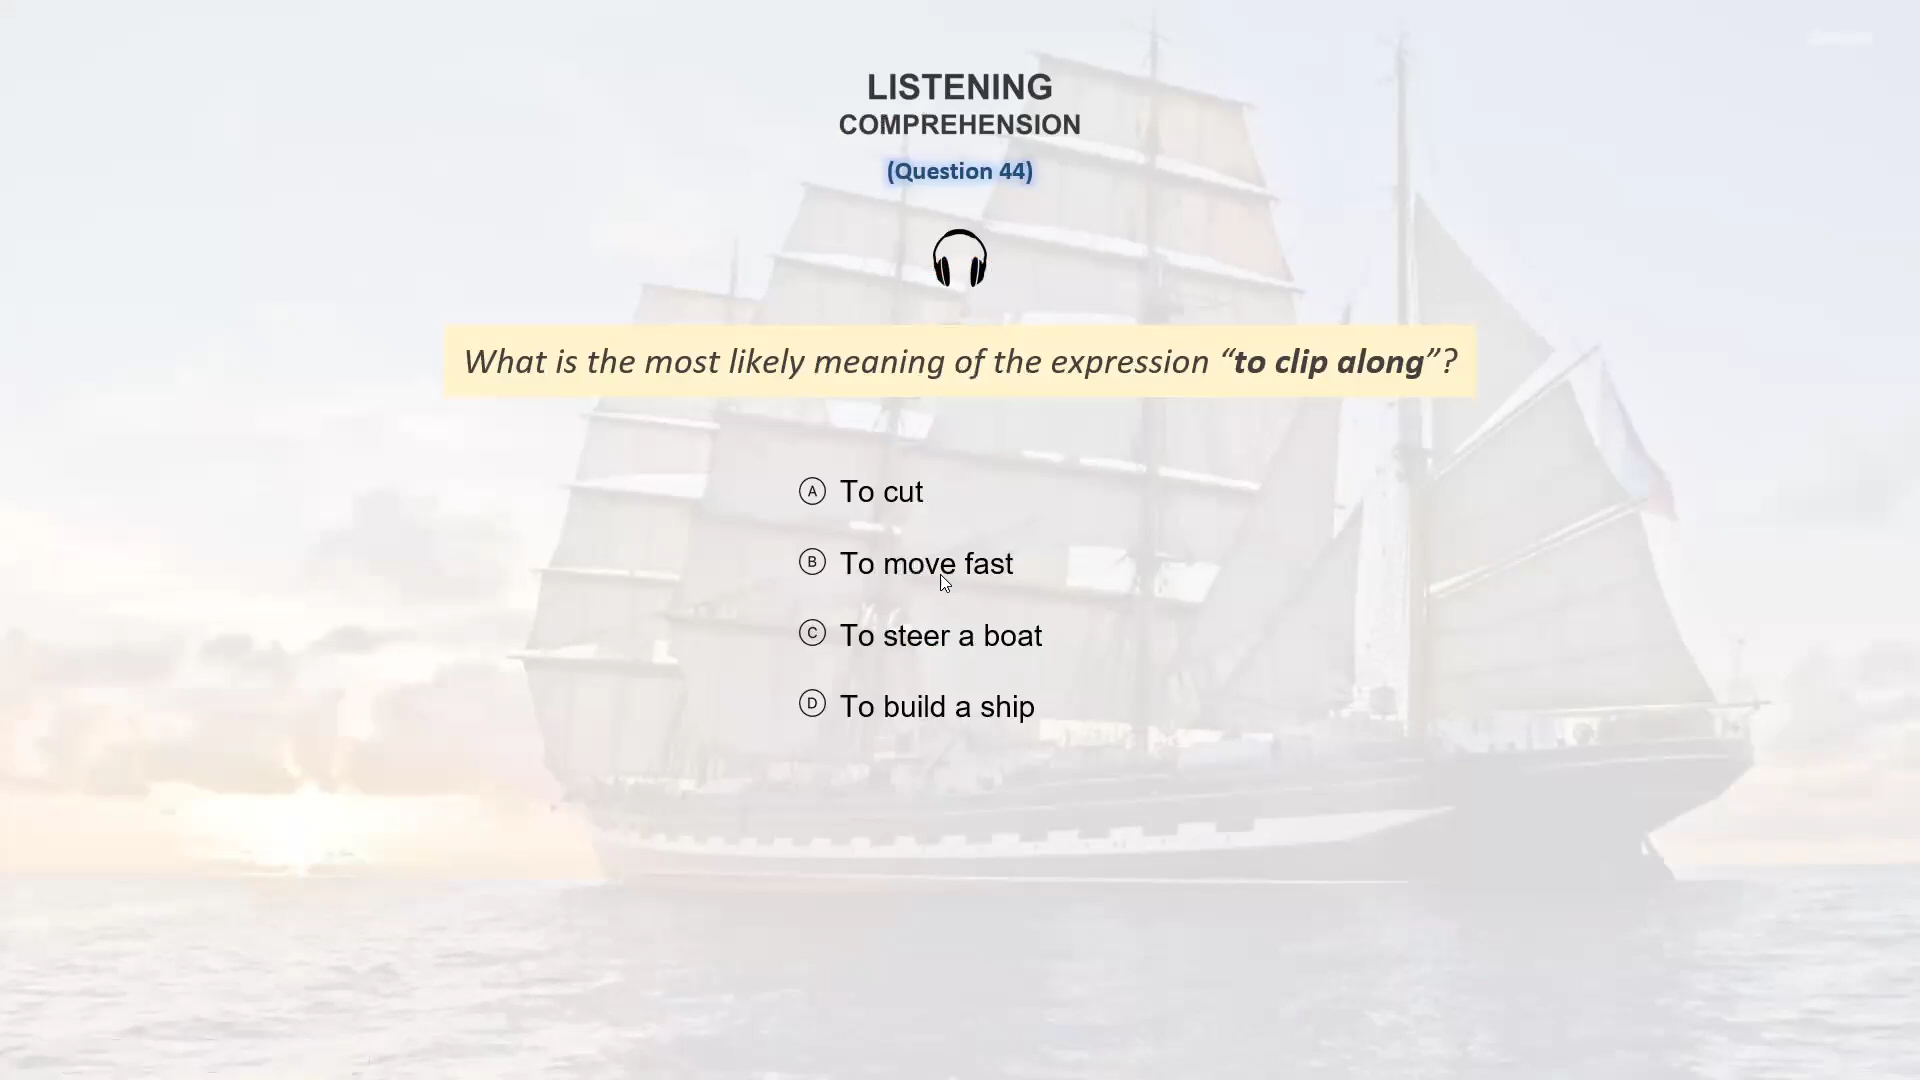 LISTENING
COMPREHENSION
(Question 44)
What is the most likely meaning of the expression “to clip along”?
A To cut
B To move fast
C To steer a boat
D To build a ship